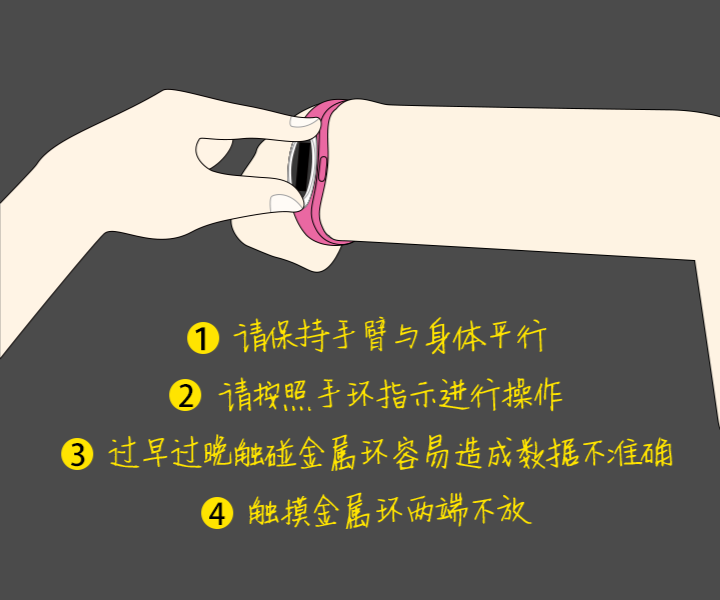 1 请保持手臂与身体平行
2 请按照手环指示进行操作
3 过早过晚触碰金属环容易造成数据不准确
4 触摸金属环两端不放